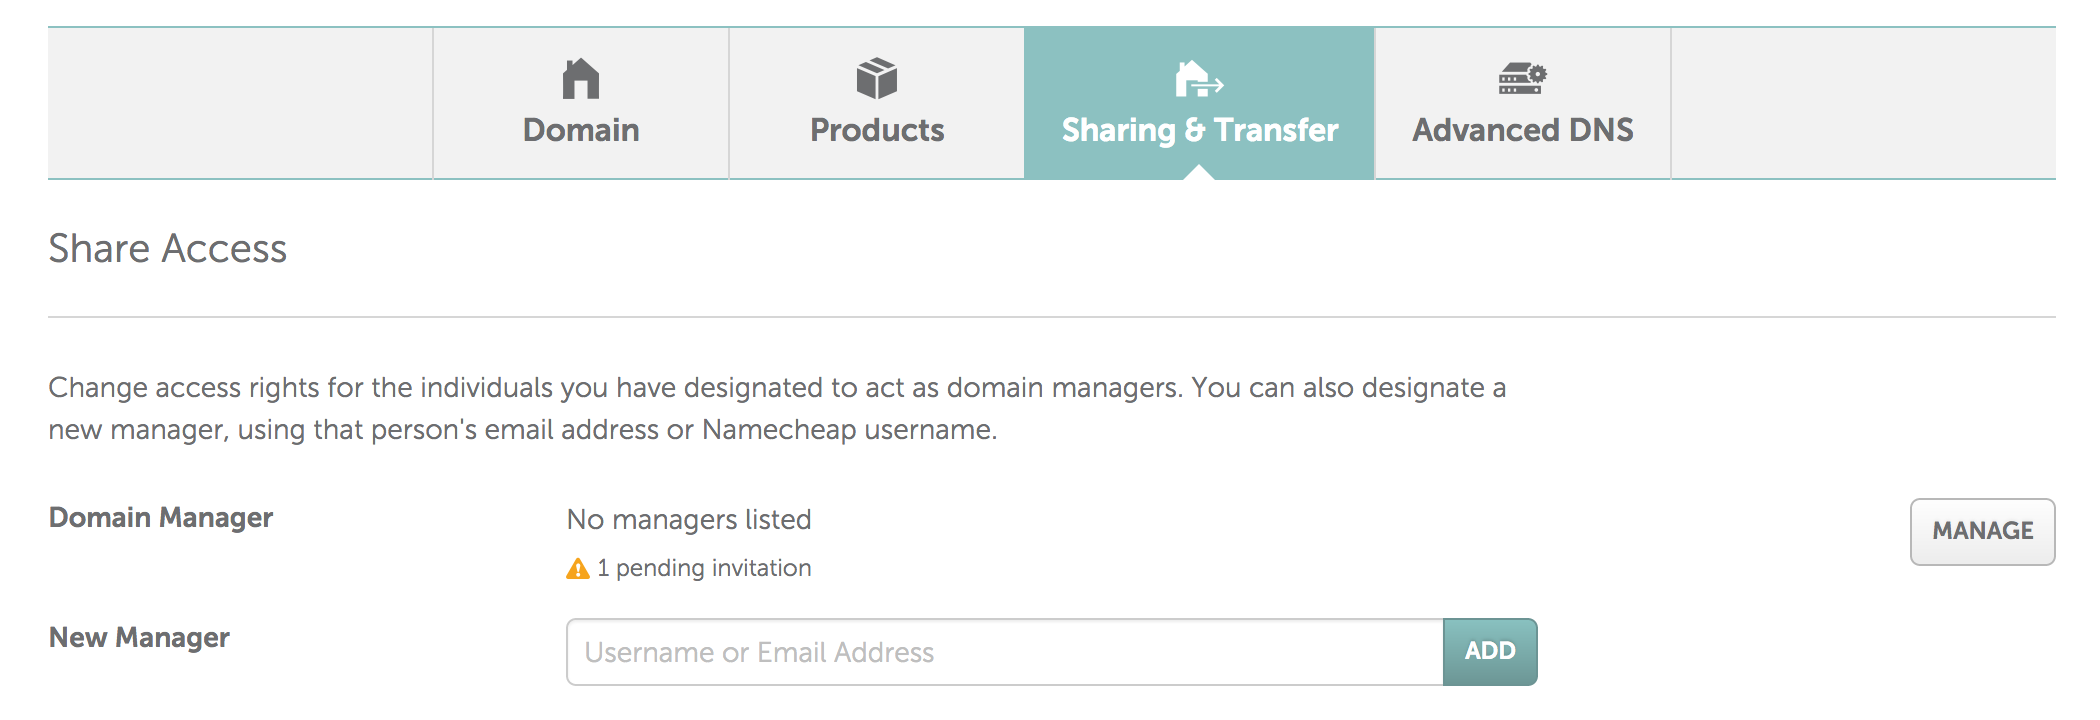 Domain
Products
Sharing & Transfer
Advanced DNS
Share Access
Change access rights for the individuals you have designated to act as domain managers. You can also designate a
new manager, using that person's email address or Namecheap username.
Domain Manager
No managers listed
MANAGE
1 pending invitation
New Manager
Username or Email Address
ADD